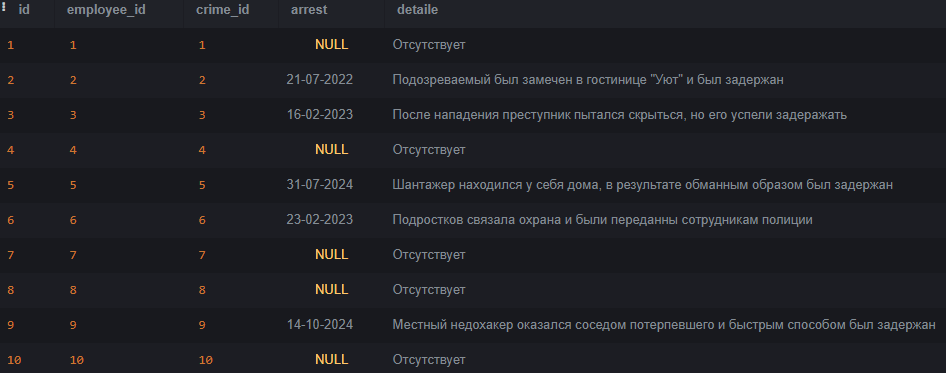 id employee_id crime_id arrest detaile
1 1 1 NULL Отсутствует
2 2 2 21-07-2022 Подозреваемый был замечен в гостинице "Уют" и был задержан
3 3 3 16-02-2023 После нападения преступник пытался скрыться, но его успели задеражать
4 4 4 NULL Отсутствует
5 5 5 31-07-2024 Шантажер находился у себя дома, в результате обманным образом был задержан
6 6 6 23-02-2023 Подростков связала охрана и были переданны сотрудникам полиции
7 7 7 NULL Отсутствует
8 8 8 NULL Отсутствует
9 9 9 14-10-2024 Местный недохакер оказался соседом потерпевшего и быстрым способом был задержан
10 10 10 NULL Отсутствует